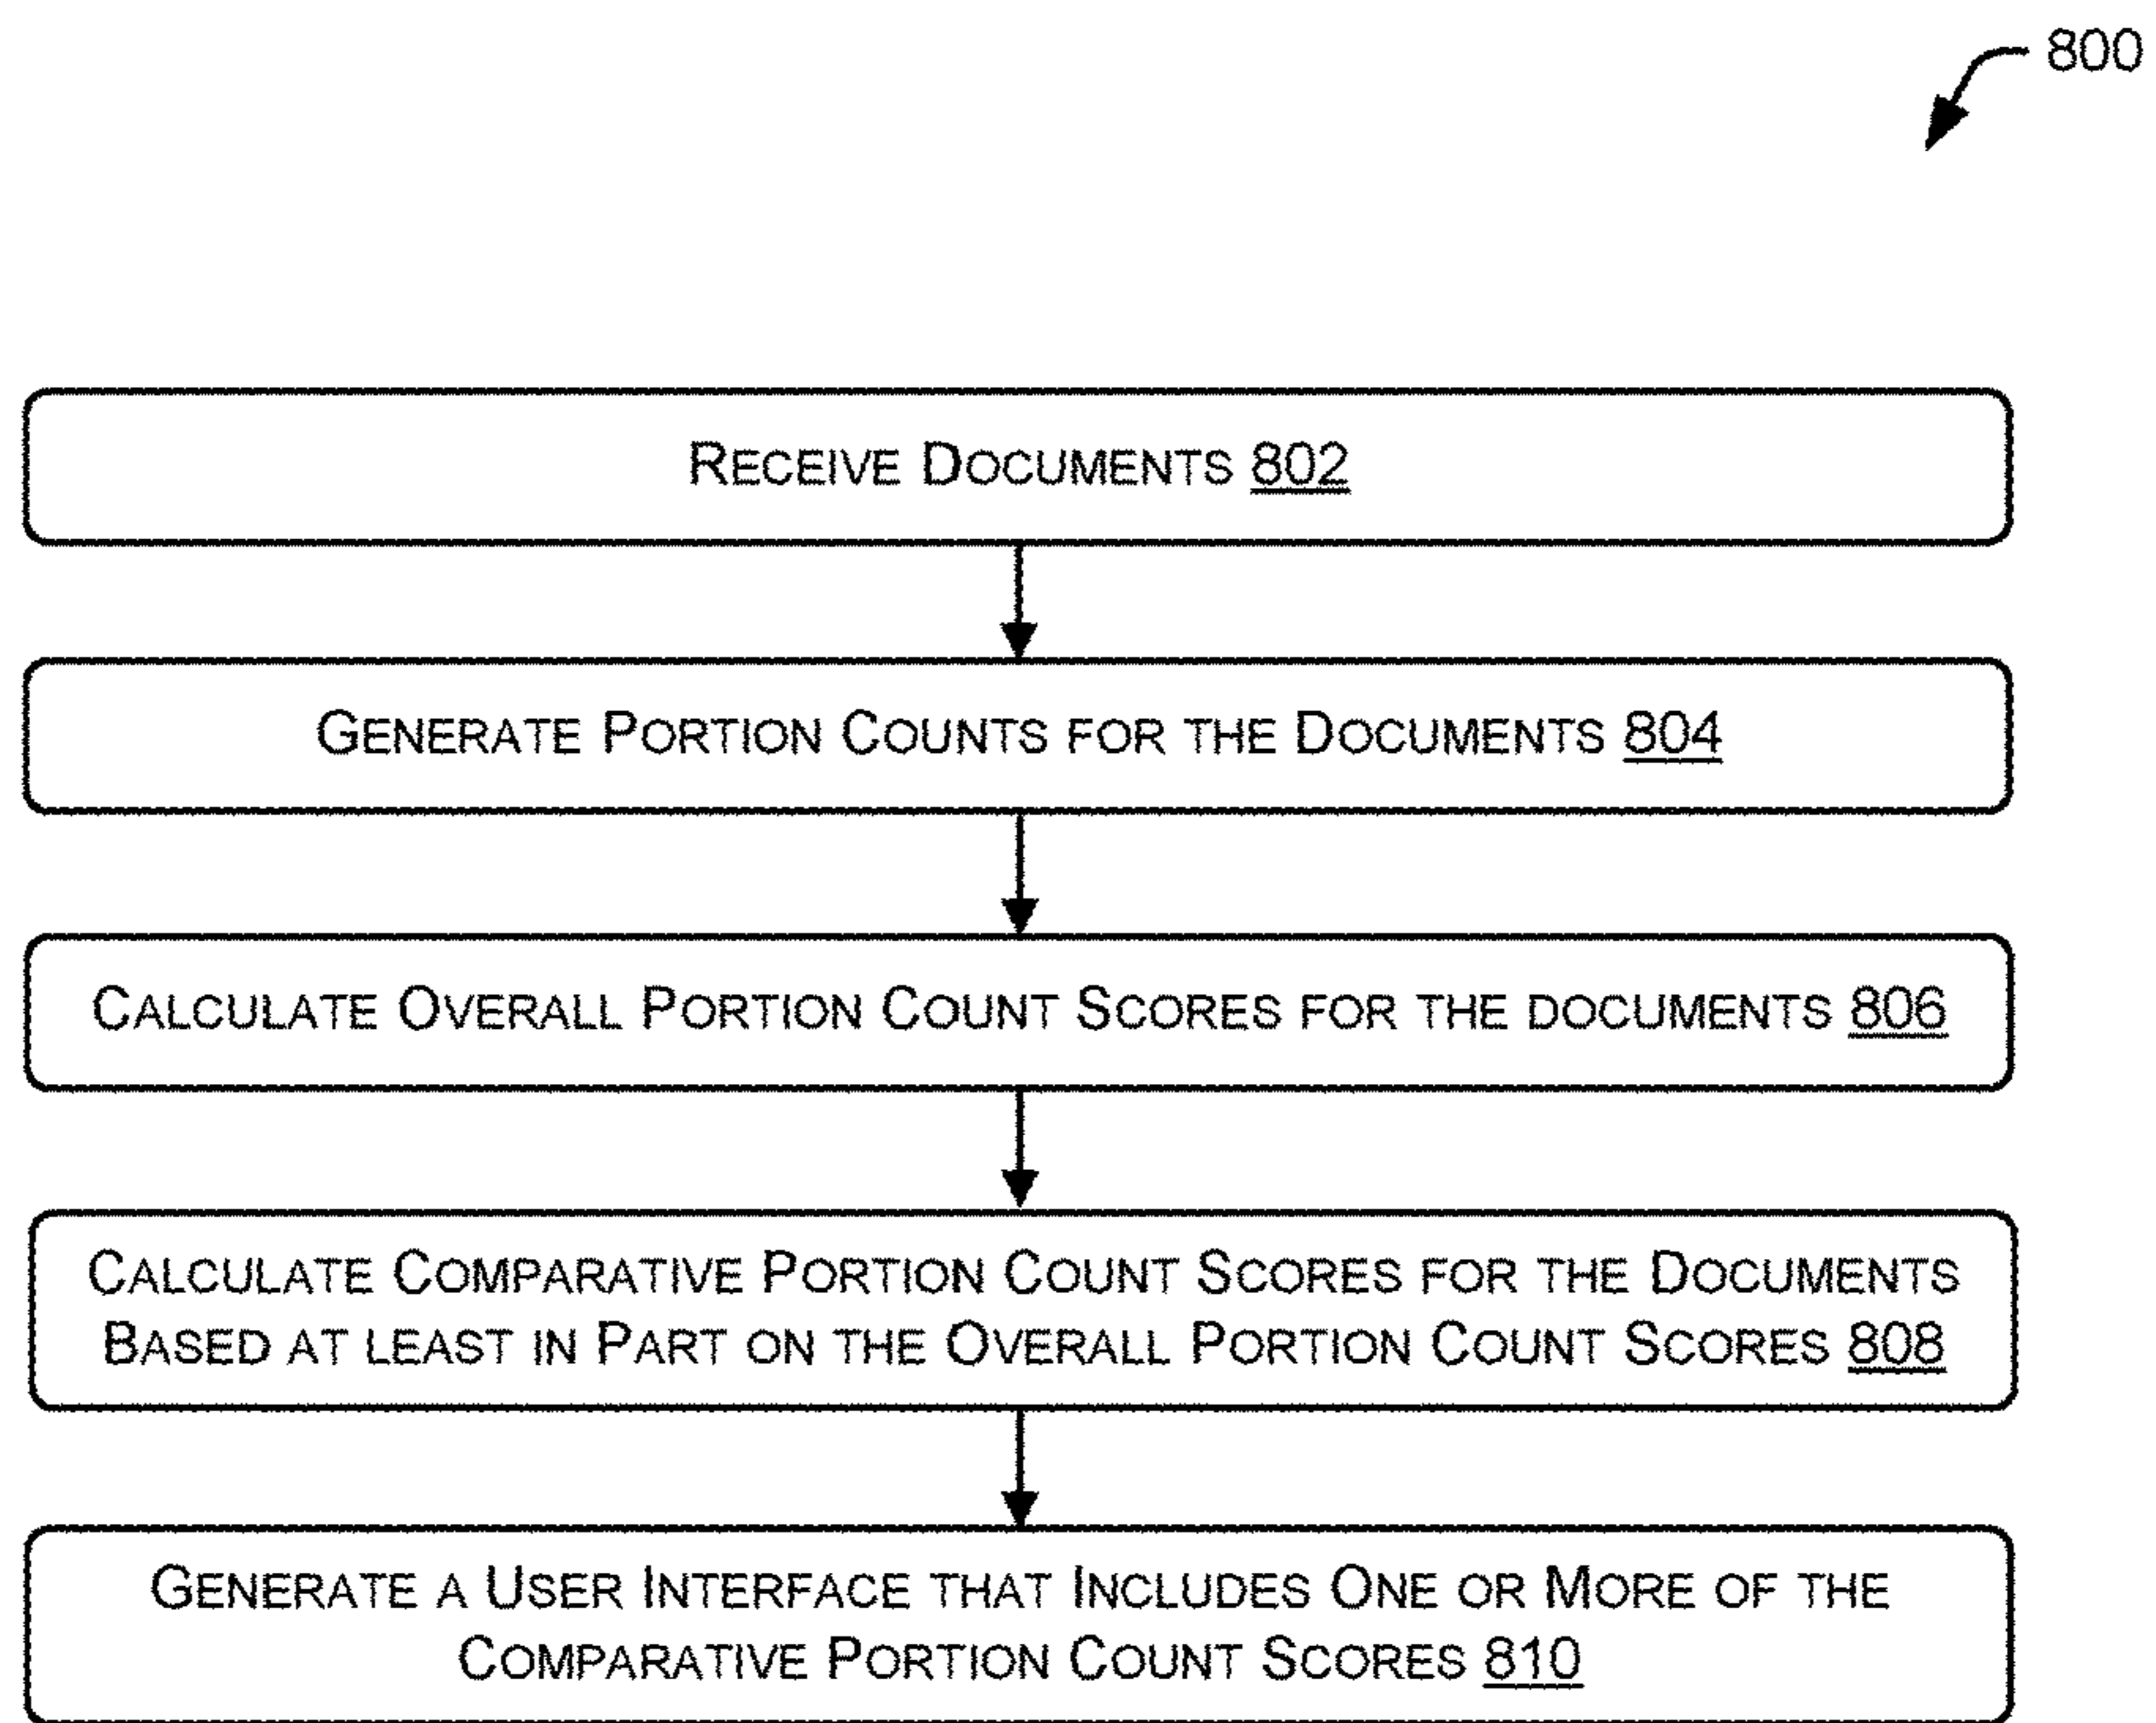 800
RECEIVE DOCUMENTS 802
GENERATE PORTION COUNTS FOR THE DOCUMENTS 804
CALCULATE OVERALL PORTION COUNT SCORES FOR THE DOCUMENTS 806
CALCULATE COMPARATIVE PORTION COUNT SCORES FOR THE DOCUMENTS
BASED AT LEAST IN PART ON THE OVERALL PORTION COUNT SCORES 808
GENERATE A USER INTERFACE THAT INCLUDES ONE OR MORE OF THE
COMPARATIVE PORTION COUNT SCORES 810